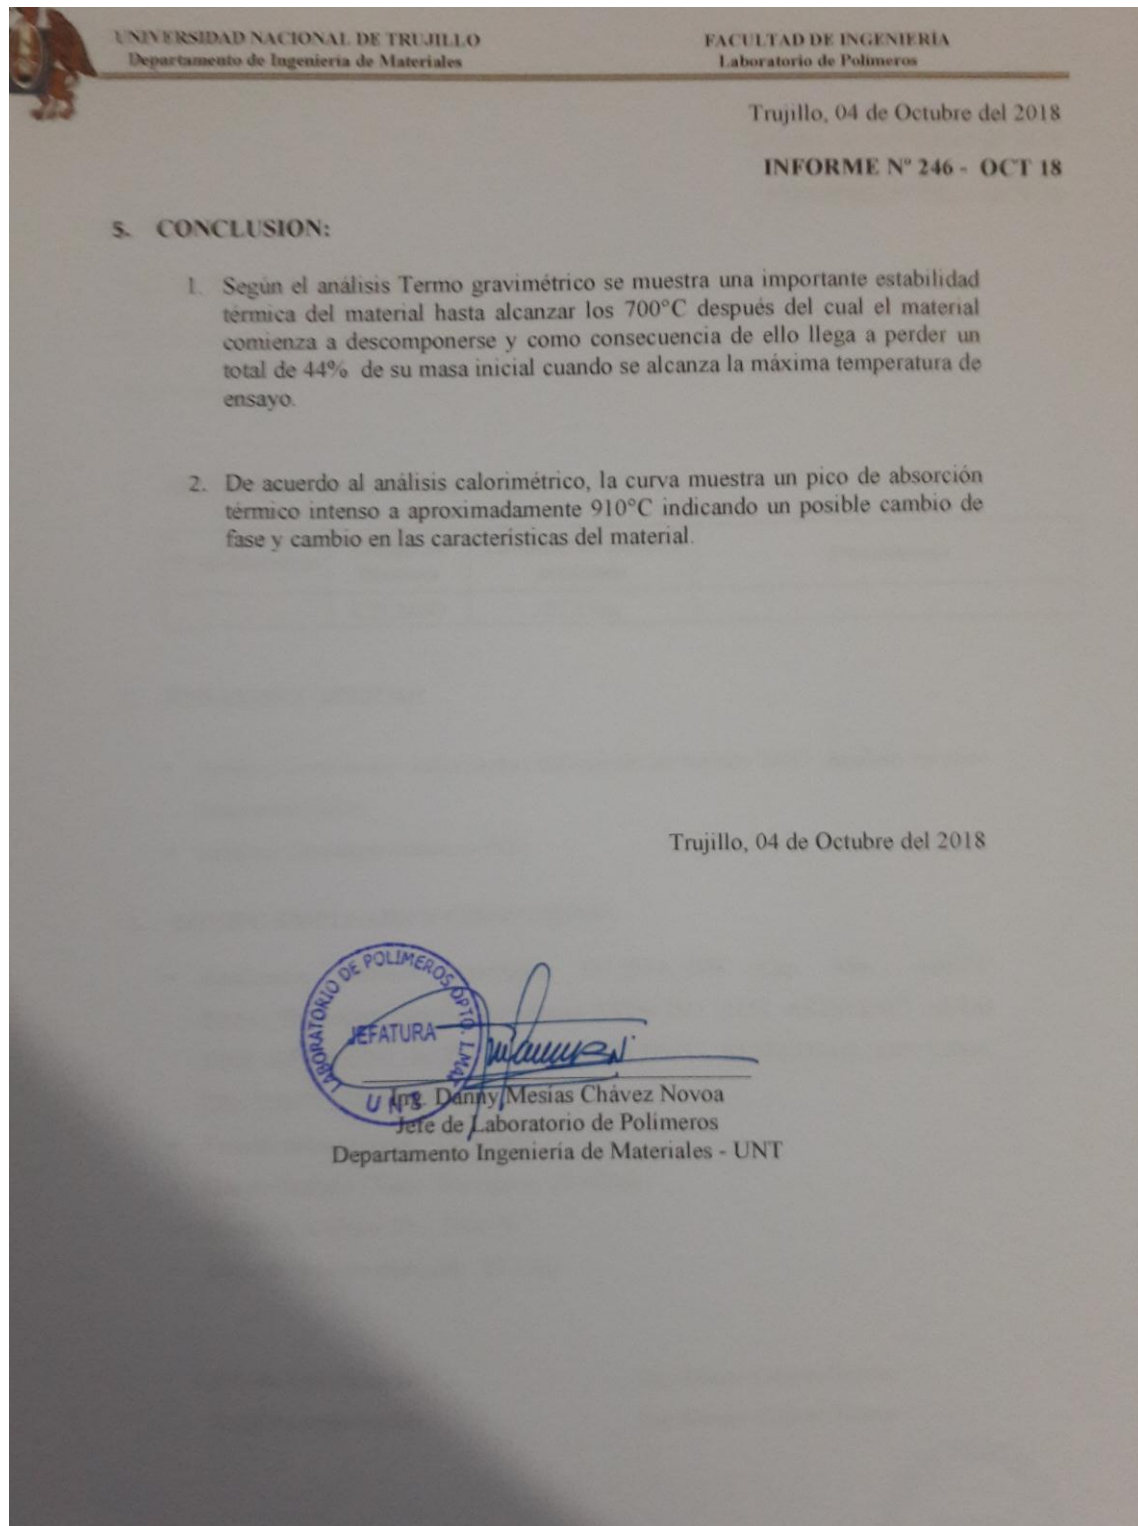 UNIVERSIDAD NACIONAL DE TRUJILLO
Departamento de Ingeniería de Materiales
FACULTAD DE INGENIERÍA
Laboratorio de Polímeros
Trujillo, 04 de Octubre del 2018
INFORME Nº 246 - OCT 18
5. CONCLUSION:
1. Según el análisis Termo gravimétrico se muestra una importante estabilidad
térmica del material hasta alcanzar los 700°C después del cual el material
comienza a descomponerse y como consecuencia de ello llega a perder un
total de 44% de su masa inicial cuando se alcanza la máxima temperatura de
ensayo.
2. De acuerdo al análisis calorimétrico, la curva muestra un pico de absorción
térmico intenso a aproximadamente 910°C indicando un posible cambio de
fase y cambio en las características del material.
Trujillo, 04 de Octubre del 2018
LABORATORIO DE POLIMEROS DPTO. I.MAT
JEFATURA
UNT
Ing. Danny Mesías Chávez Novoa
Jefe de Laboratorio de Polímeros
Departamento Ingeniería de Materiales - UNT